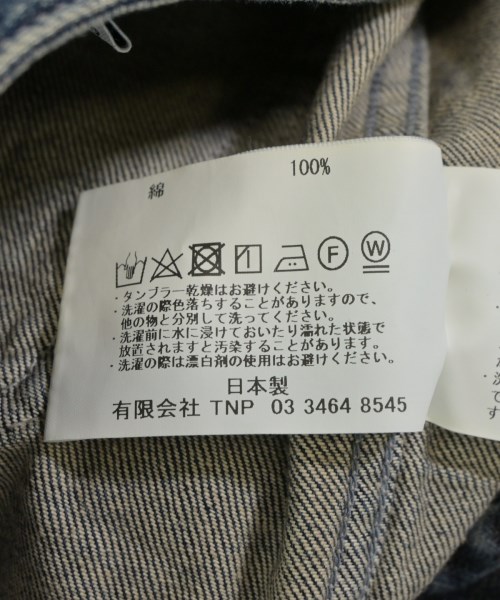 綿 100%
F W
・タンブラー乾燥はお避けください。
・洗濯の際色落ちすることがありますので、
他の物と分別して洗ってください。
・洗濯前に水に浸けておいたり濡れた状態で
放置されますと汚染することがあります。
・洗濯の際は漂白剤の使用はお避けください。
日本製
有限会社 TNP 03 3464 8545